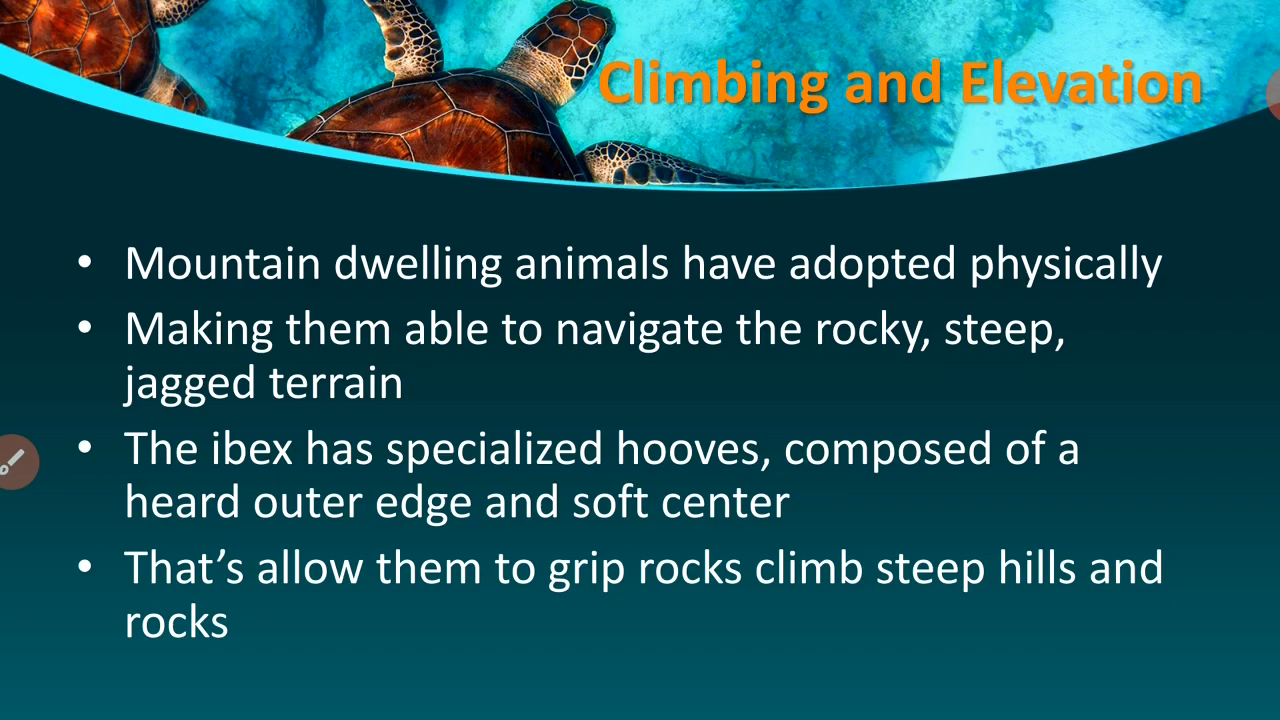 Climbing and Elevation
• Mountain dwelling animals have adopted physically
• Making them able to navigate the rocky, steep,
jagged terrain
• The ibex has specialized hooves, composed of a
heard outer edge and soft center
• That’s allow them to grip rocks climb steep hills and
rocks